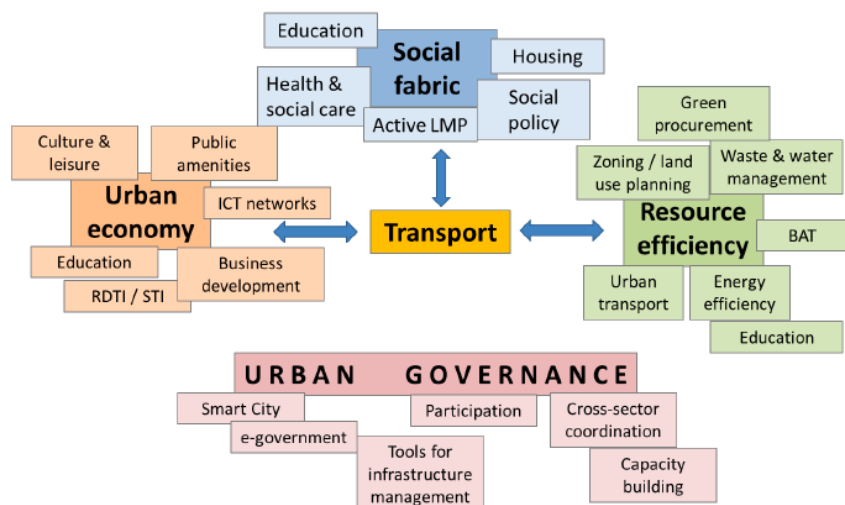 Education
Social
fabric
Housing
Health &
social care
Active LMP
Social
policy
Culture &
leisure
Public
amenities
Urban
economy
ICT networks
Education
Business
development
RDTI / STI
Transport
Green
procurement
Zoning / land
use planning
Waste & water
management
Resource
efficiency
BAT
Urban
transport
Energy
efficiency
Education
URBAN GOVERNANCE
Smart City
e-government
Tools for
infrastructure
management
Participation
Cross-sector
coordination
Capacity
building